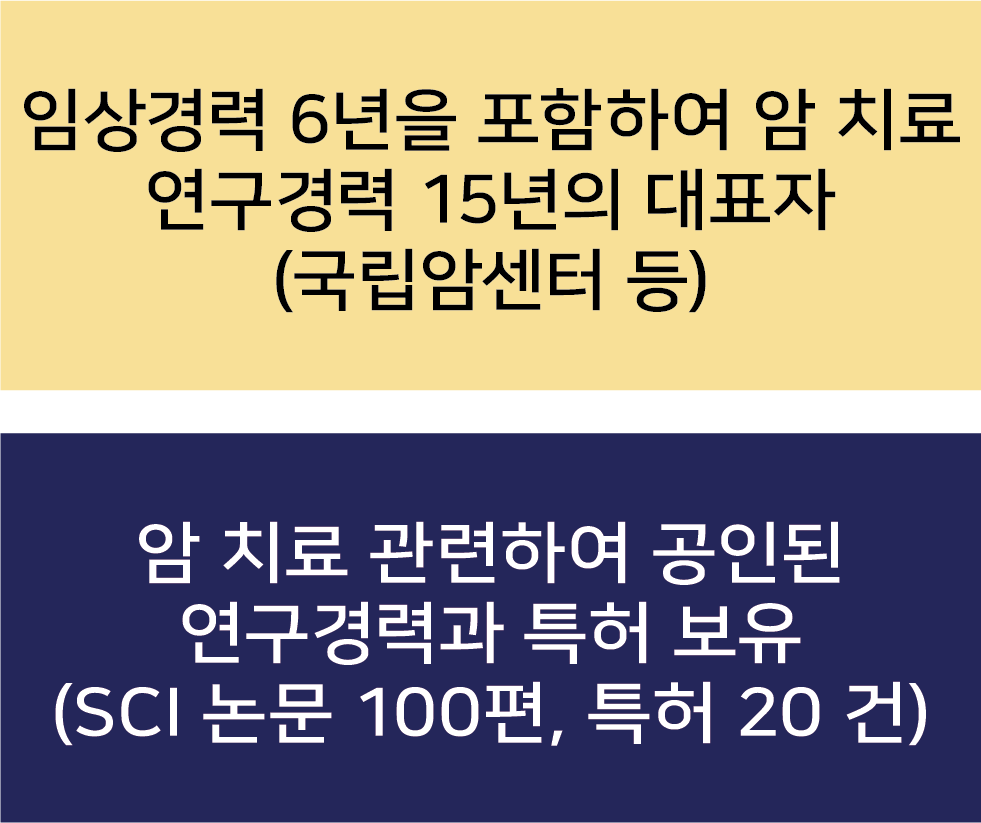 임상경력 6년을 포함하여 암 치료
연구경력 15년의 대표자
(국립암센터 등)
암 치료 관련하여 공인된
연구경력과 특허 보유
(SCI 논문 100편, 특허 20 건)